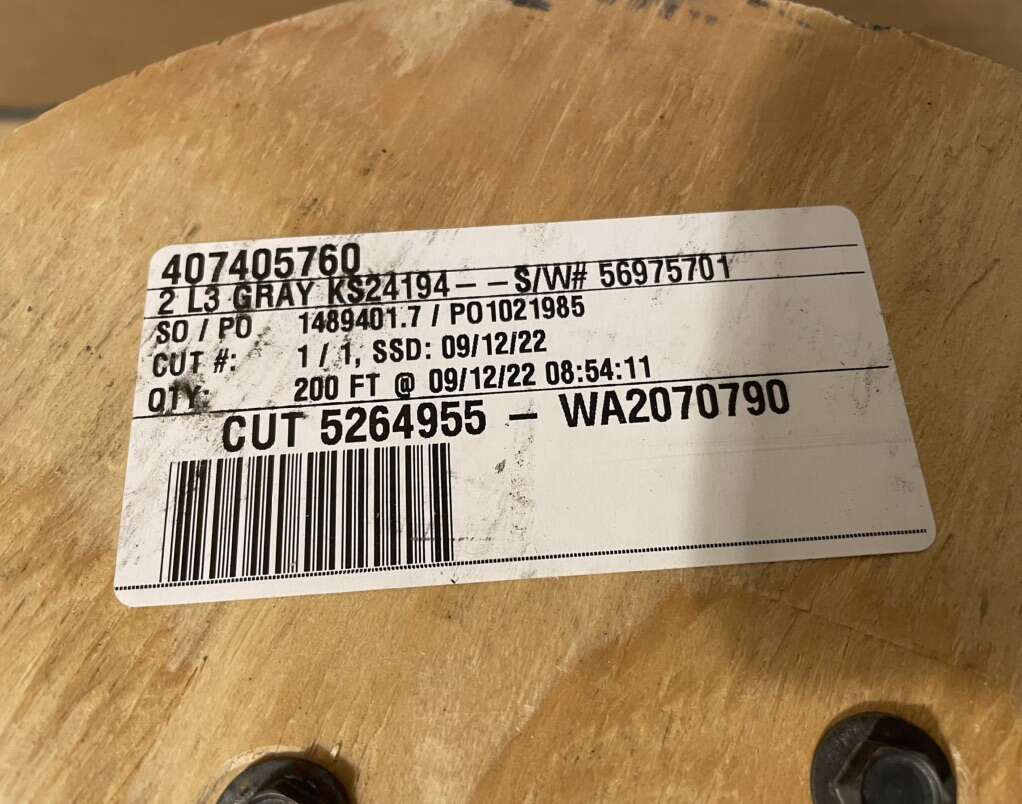 407405760
2 L3 GRAY KS24194- -S/W# 56975701
SO / PO 1489401.7 / PO1021985
CUT #: 1 / 1, SSD: 09/12/22
QTY: 200 FT @ 09/12/22 08:54:11
CUT 5264955 - WA2070790